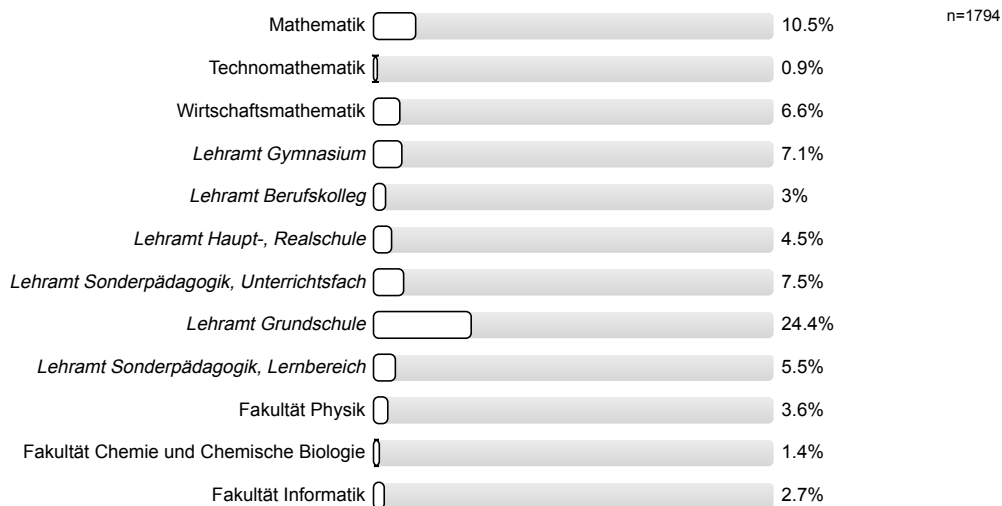 Mathematik 10.5% n=1794
Technomathematik 0.9%
Wirtschaftsmathematik 6.6%
Lehramt Gymnasium 7.1%
Lehramt Berufskolleg 3%
Lehramt Haupt-, Realschule 4.5%
Lehramt Sonderpädagogik, Unterrichtsfach 7.5%
Lehramt Grundschule 24.4%
Lehramt Sonderpädagogik, Lernbereich 5.5%
Fakultät Physik 3.6%
Fakultät Chemie und Chemische Biologie 1.4%
Fakultät Informatik 2.7%